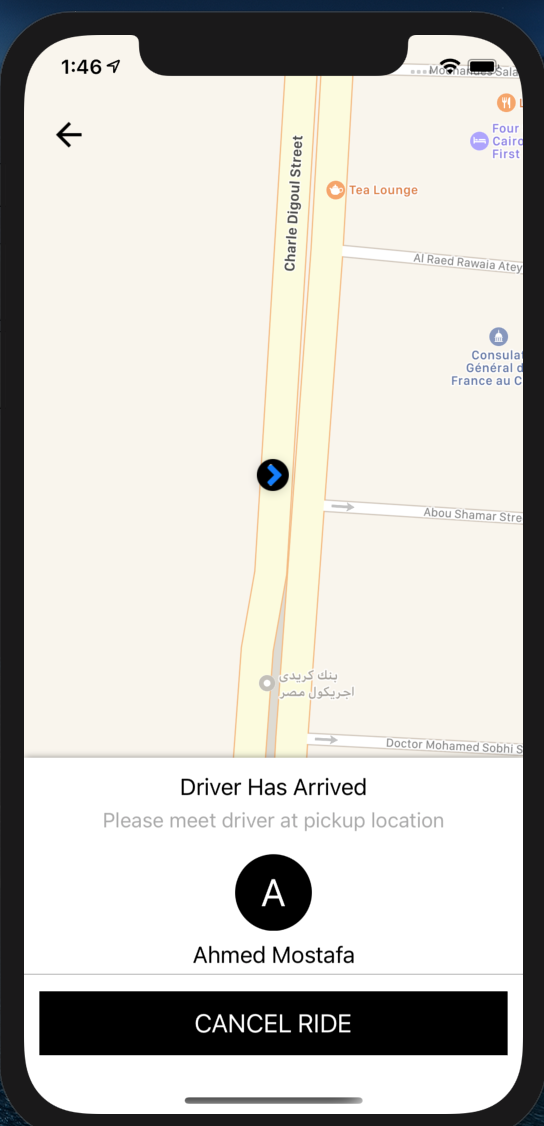 1:46
Charle Digoul Street
Four
Cairo
First
Tea Lounge
Al Raed Rawaia Atey
Consulat
Général d
France au C
Abou Shamar Stre
بنك كريدى
اجريكول مصر
Doctor Mohamed Sobhi S
Driver Has Arrived
Please meet driver at pickup location
A
Ahmed Mostafa
CANCEL RIDE